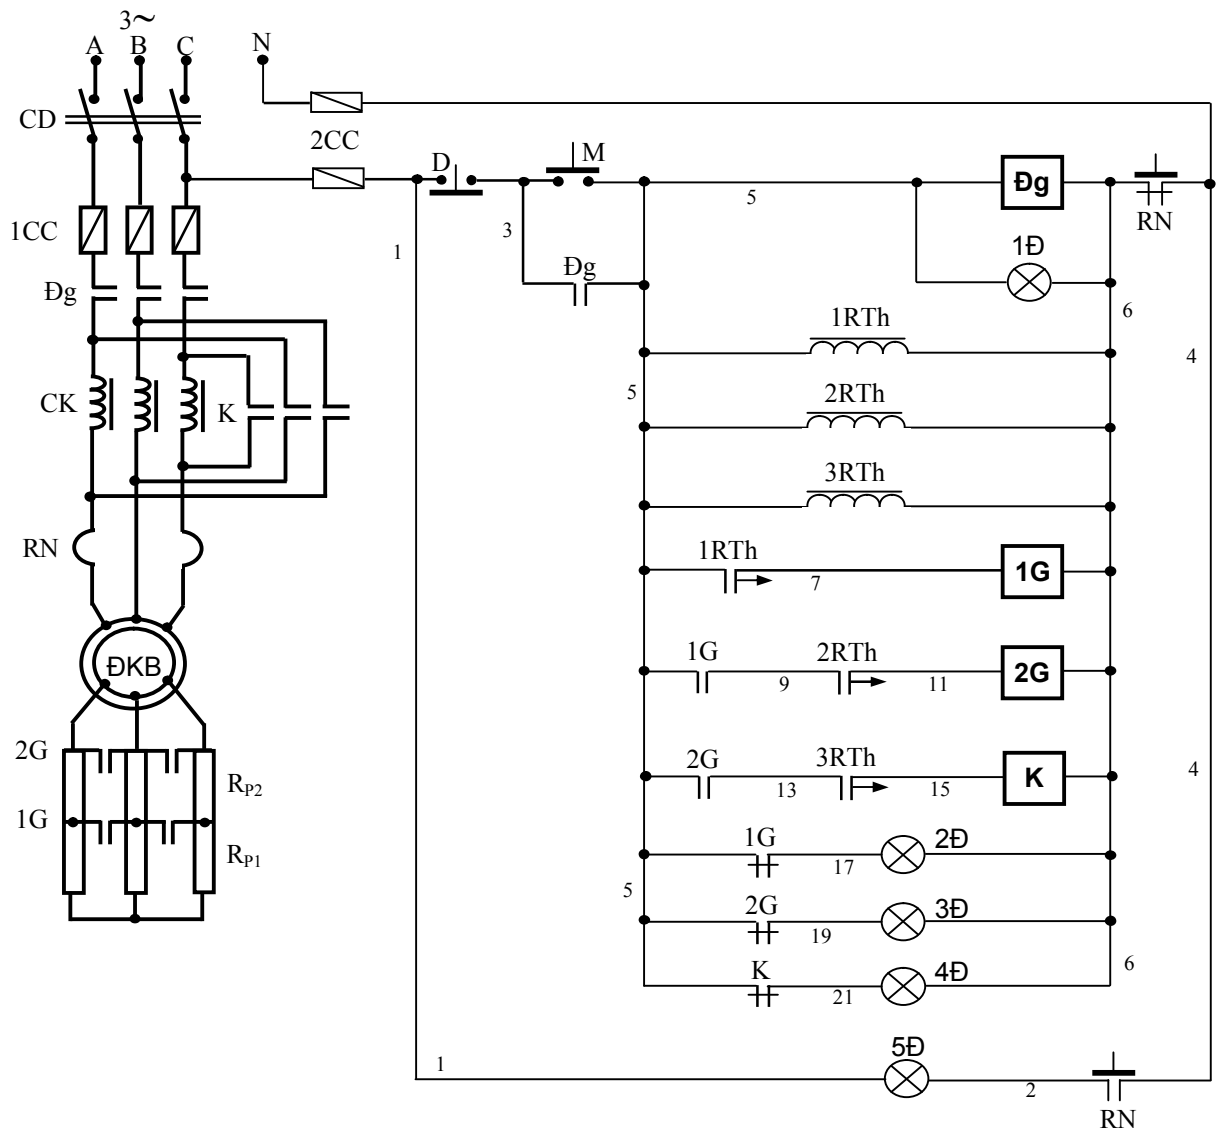 3~
A B C N
CD
2CC
D M
5 Đg
1CC
3
RN
1
1Đ
Đg
Đg
6
1RTh
4
CK
K
5
2RTh
3RTh
RN
1RTh
7
1G
ĐKB
1G
2RTh
9
11
2G
2G
2G
3RTh
RP2
13
15
K
4
1G
1G
2Đ
RP1
17
5
2G
3Đ
19
K
4Đ
6
21
5Đ
1
2
RN